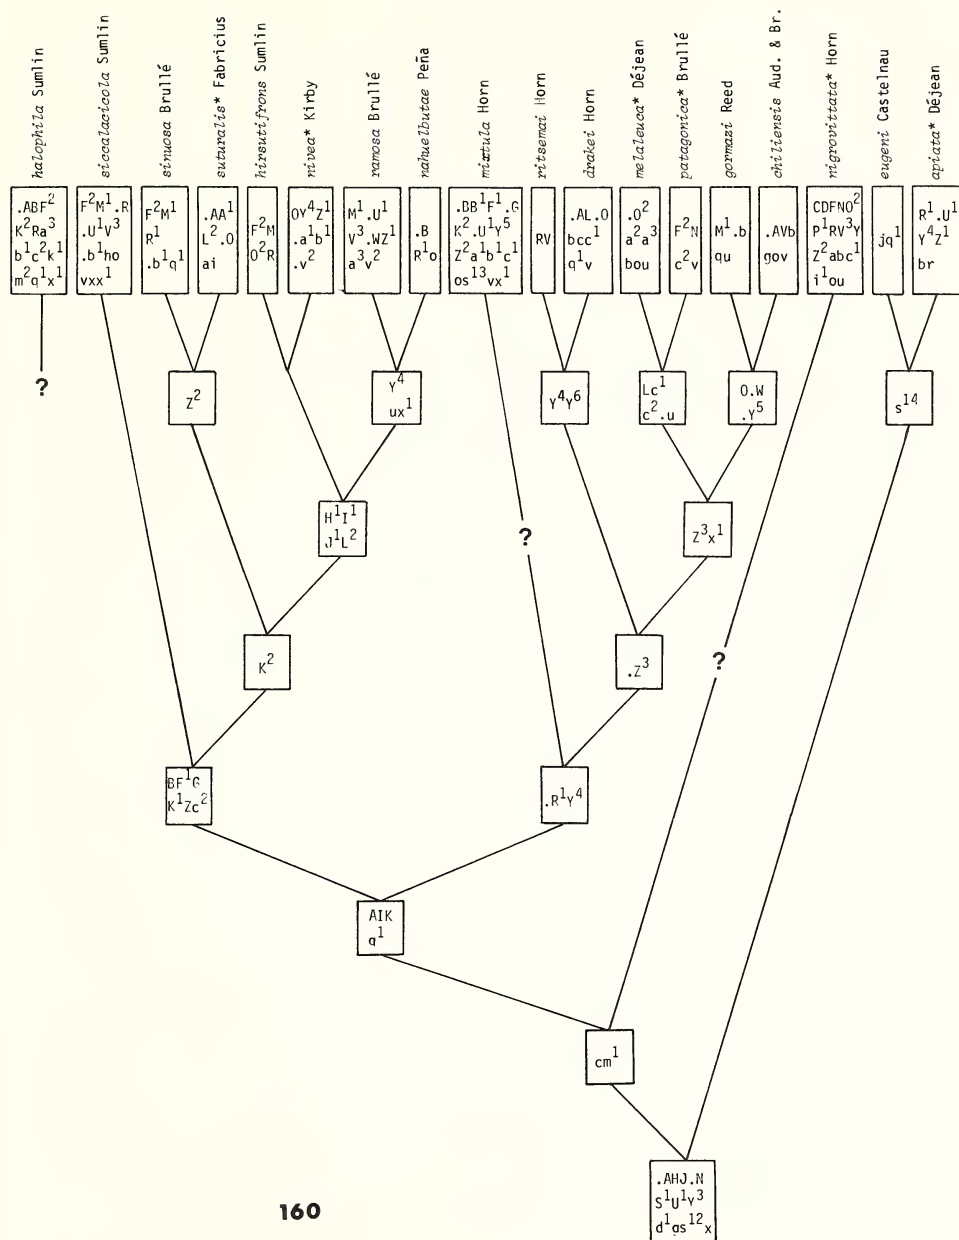 halophila Sumlin
siccalacicola Sumlin
sinuosa Brullé
suturalis* Fabricius
hirsutifrons Sumlin
nivea* Kirby
ramosa Brullé
nahuelbutae Peña
mixtula Horn
ritsemai Horn
drakei Horn
melaleuca* Déjean
patagonica* Brullé
gormazi Reed
chiliensis Aud. & Br.
nigrovittata* Horn
eugeni Castelnau
apiata* Déjean
.ABF²
K²Ra³
b¹c²k¹
m²q¹x¹
F²M¹.R
.U¹V³
.b¹ho
vxx¹
F²M¹
R¹
.b¹q¹
.AA¹
L².O
ai
F²M
O²R
OY⁴Z¹
.a¹b¹
.v²
M¹.U¹
V³.WZ¹
a³v²
.B
R¹o
.BB¹F¹.G
K².U¹Y⁵
Z²a¹b¹c¹
os¹³vx¹
RV
.AL.O
bcc¹
q¹v
.O²
a²a³
bou
F²N
c²v
M¹.b
qu
.AVb
gov
CDFNO²
P¹RV³Y
Z²abc¹
i¹ou
jq¹
R¹.U¹
Y⁴Z¹
br
?
Z²
Y⁴
ux¹
Y⁴Y⁶
Lc¹
c².u
O.W
.Y⁵
s¹⁴
H¹I¹
J¹L²
?
Z³x¹
K²
.Z³
?
BF¹G
K¹Zc²
.R¹Y⁴
AIK
q¹
cm¹
.AHJ.N
S¹U¹Y³
d¹gs¹²x
160